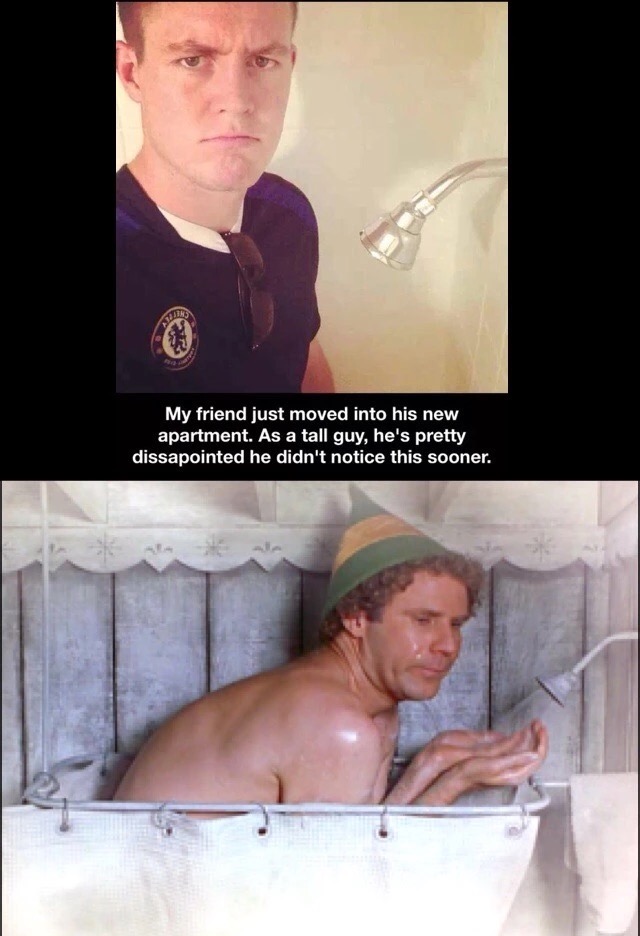 CHELSEA
My friend just moved into his new
apartment. As a tall guy, he's pretty
dissapointed he didn't notice this sooner.